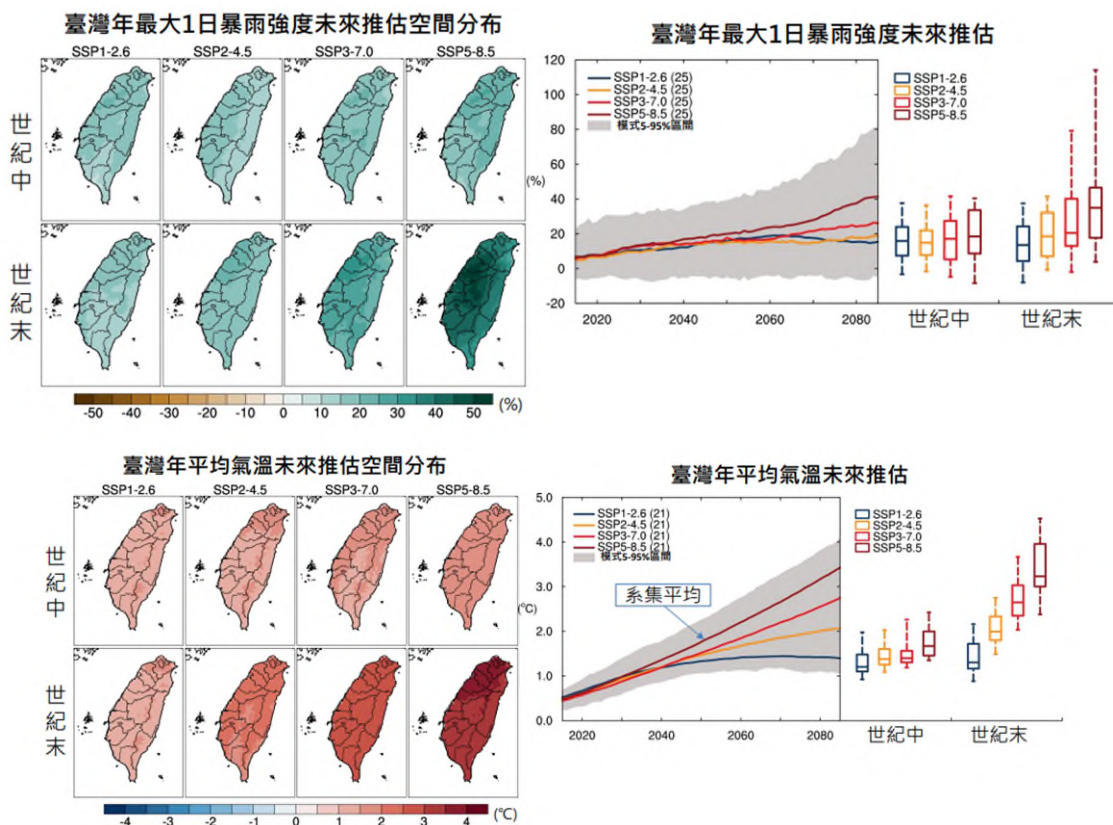 臺灣年最大1日暴雨強度未來推估空間分布
SSP1-2.6 SSP2-4.5 SSP3-7.0 SSP5-8.5
世紀中
世紀末
-50 -40 -30 -20 -10 0 10 20 30 40 50 (%)
臺灣年最大1日暴雨強度未來推估
(%)
120
100
80
60
40
20
0
-20
SSP1-2.6 (25)
SSP2-4.5 (25)
SSP3-7.0 (25)
SSP5-8.5 (25)
模式5-95%區間
SSP1-2.6
SSP2-4.5
SSP3-7.0
SSP5-8.5
2020 2040 2060 2080 世紀中 世紀末
臺灣年平均氣溫未來推估空間分布
SSP1-2.6 SSP2-4.5 SSP3-7.0 SSP5-8.5
世紀中
世紀末
-4 -3 -2 -1 0 1 2 3 4 (℃)
臺灣年平均氣溫未來推估
(℃)
5.0
4.0
3.0
2.0
1.0
0.0
SSP1-2.6 (21)
SSP2-4.5 (21)
SSP3-7.0 (21)
SSP5-8.5 (21)
模式5-95%區間
系集平均
SSP1-2.6
SSP2-4.5
SSP3-7.0
SSP5-8.5
2020 2040 2060 2080 世紀中 世紀末